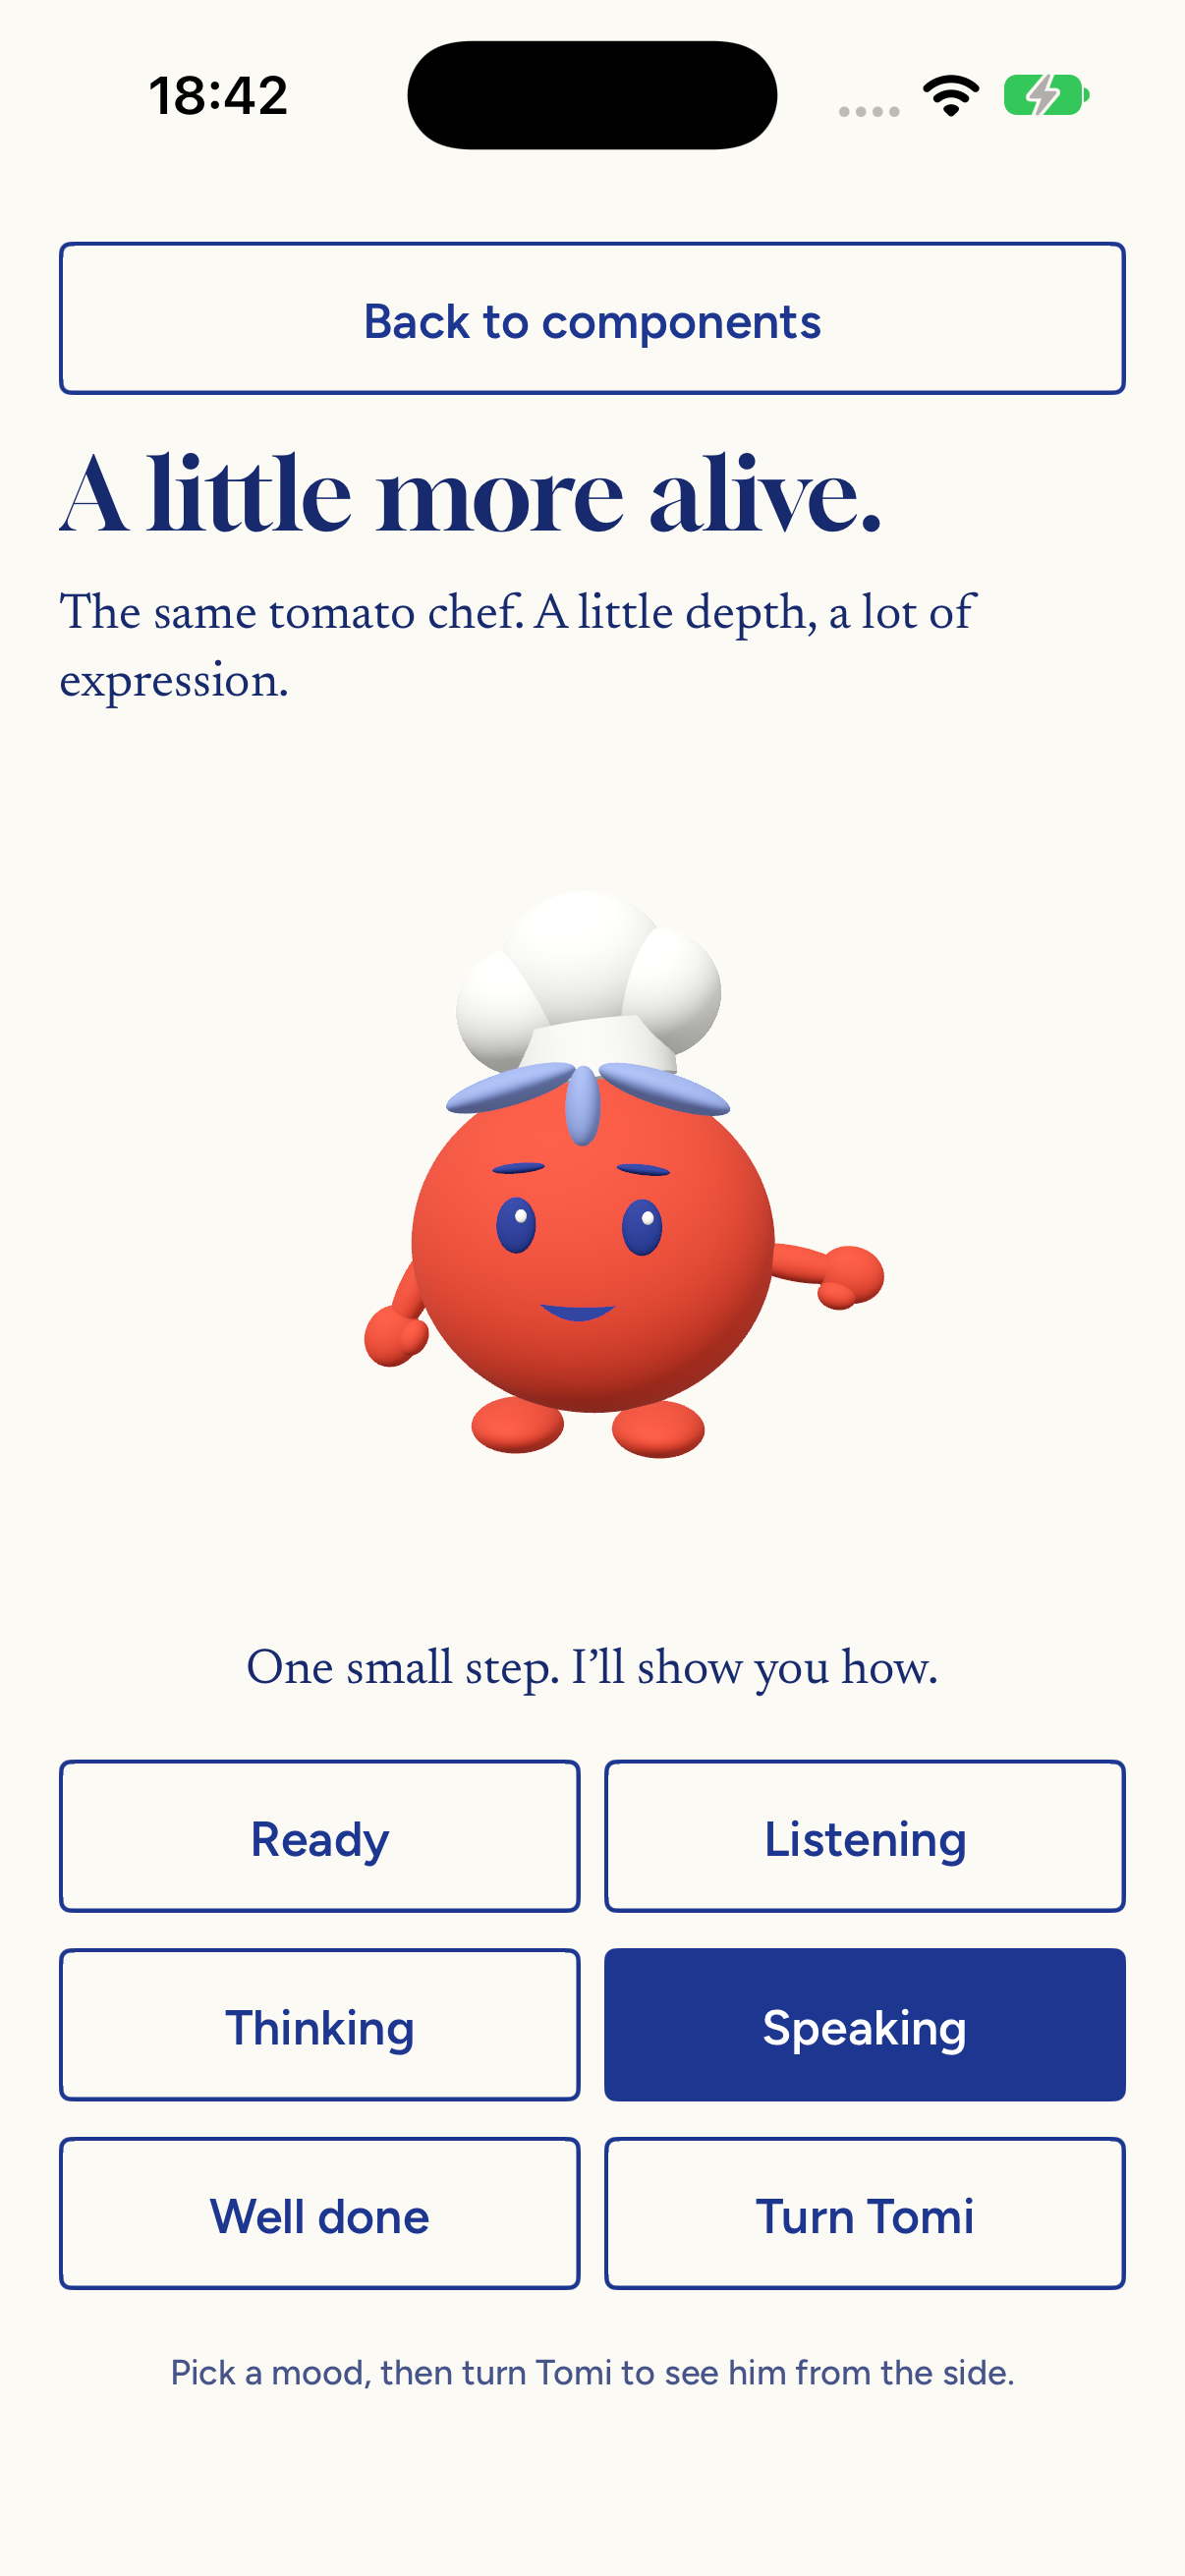 18:42
Back to components
A little more alive.
The same tomato chef. A little depth, a lot of
expression.
One small step. I’ll show you how.
Ready
Listening
Thinking
Speaking
Well done
Turn Tomi
Pick a mood, then turn Tomi to see him from the side.